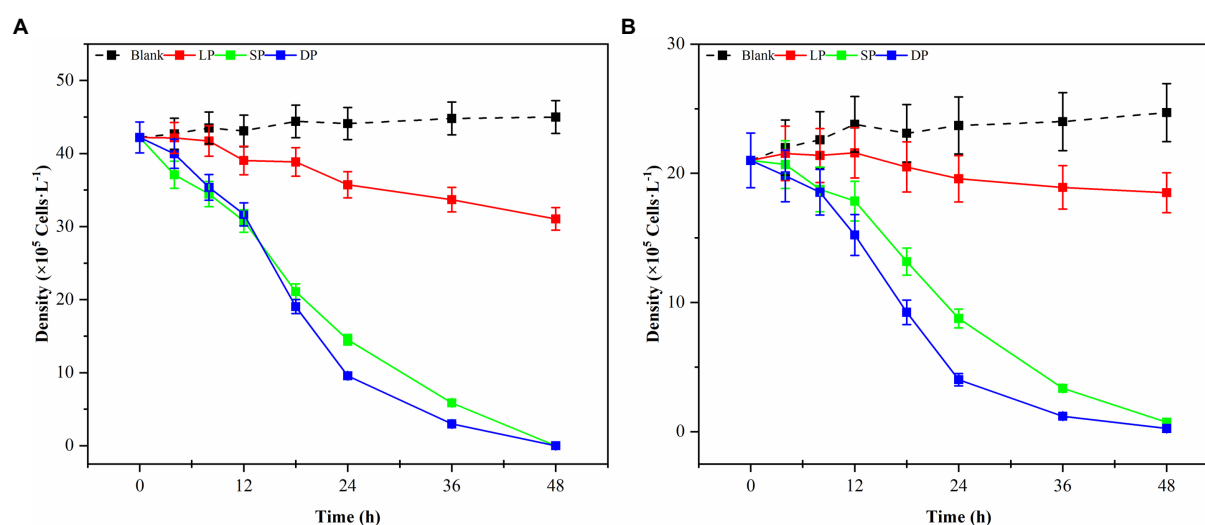 A
Blank LP SP DP
50
40
30
20
10
0
Density (×10⁵ Cells·L⁻¹)
0 12 24 36 48
Time (h)
B
Blank LP SP DP
30
20
10
0
Density (×10⁵ Cells·L⁻¹)
0 12 24 36 48
Time (h)